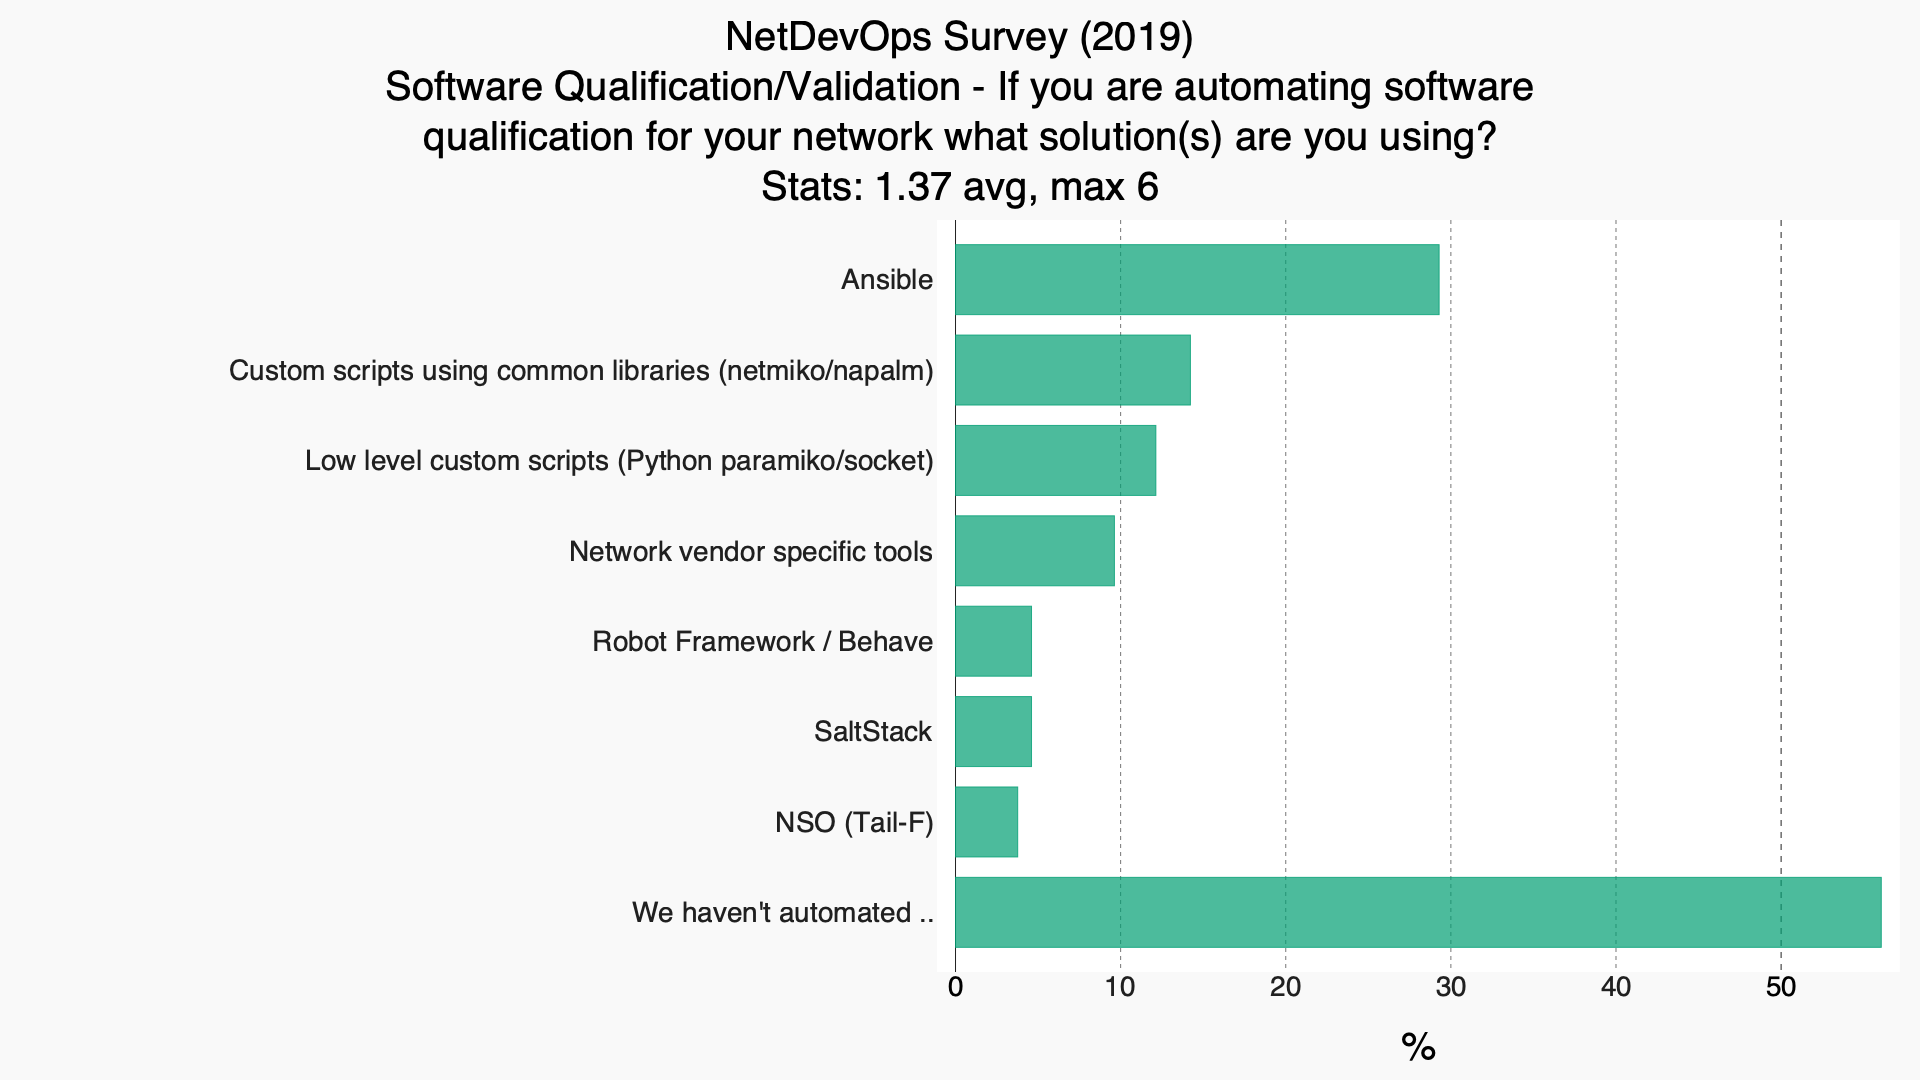 NetDevOps Survey (2019)
Software Qualification/Validation - If you are automating software
qualification for your network what solution(s) are you using?
Stats: 1.37 avg, max 6
Ansible
Custom scripts using common libraries (netmiko/napalm)
Low level custom scripts (Python paramiko/socket)
Network vendor specific tools
Robot Framework / Behave
SaltStack
NSO (Tail-F)
We haven't automated ..
0 10 20 30 40 50
%